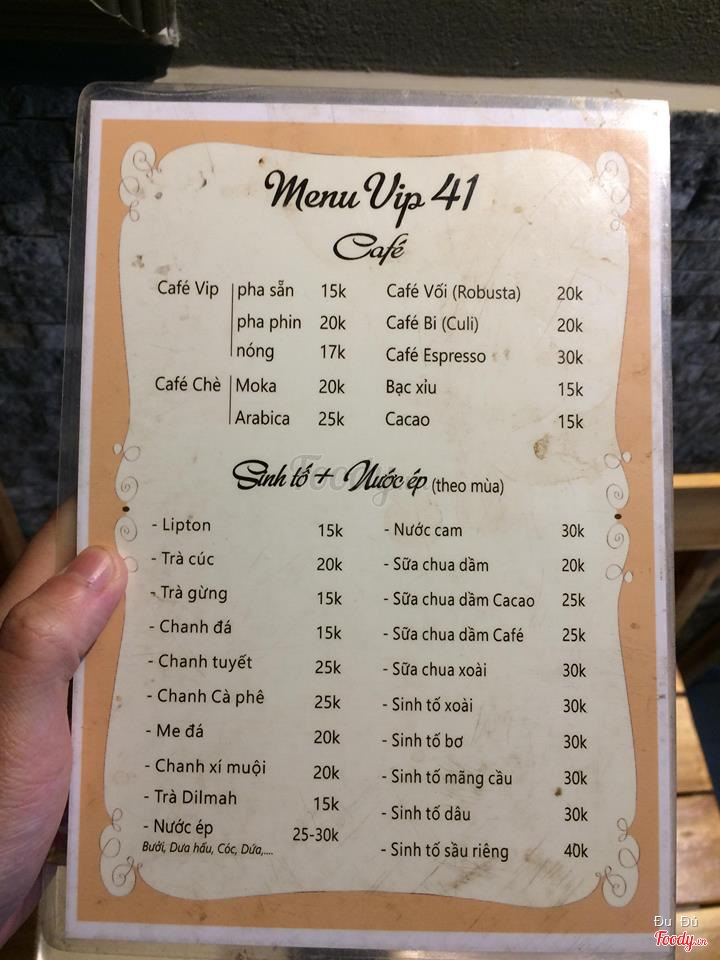 Menu Vip 41
Café
Café Vip pha sẵn 15k
pha phin 20k
nóng 17k
Café Chè Moka 20k
Arabica 25k
Café Vối (Robusta) 20k
Café Bi (Culi) 20k
Café Espresso 30k
Bạc xỉu 15k
Cacao 15k
Sinh tố + Nước ép (theo mùa)
Foody
- Lipton 15k
- Trà cúc 20k
- Trà gừng 15k
- Chanh đá 15k
- Chanh tuyết 25k
- Chanh Cà phê 25k
- Me đá 20k
- Chanh xí muội 20k
- Trà Dilmah 15k
- Nước ép 25-30k
Bưởi, Dưa hấu, Cóc, Dứa,....
- Nước cam 30k
- Sữa chua dầm 20k
- Sữa chua dầm Cacao 25k
- Sữa chua dầm Café 25k
- Sữa chua xoài 30k
- Sinh tố xoài 30k
- Sinh tố bơ 30k
- Sinh tố mãng cầu 30k
- Sinh tố dâu 30k
- Sinh tố sầu riêng 40k
Đu Đủ
Foody.vn